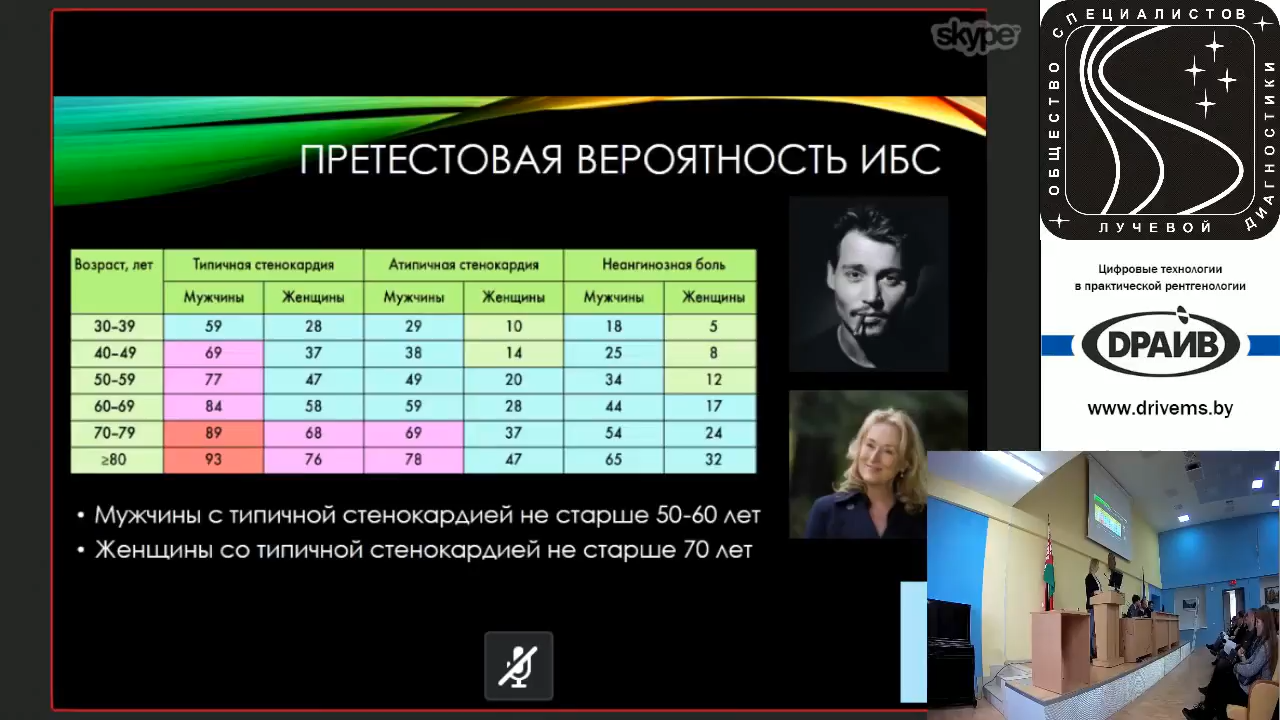 skype
ПРЕТЕСТОВАЯ ВЕРОЯТНОСТЬ ИБС
Возраст, лет Типичная стенокардия Атипичная стенокардия Неангинозная боль
Мужчины Женщины Мужчины Женщины Мужчины Женщины
30–39 59 28 29 10 18 5
40–49 69 37 38 14 25 8
50–59 77 47 49 20 34 12
60–69 84 58 59 28 44 17
70–79 89 68 69 37 54 24
≥80 93 76 78 47 65 32
• Мужчины с типичной стенокардией не старше 50-60 лет
• Женщины со типичной стенокардией не старше 70 лет
ОБЩЕСТВО СПЕЦИАЛИСТОВ
ЛУЧЕВОЙ ДИАГНОСТИКИ
Цифровые технологии
в практической рентгенологии
DРАЙВ
www.drivems.by